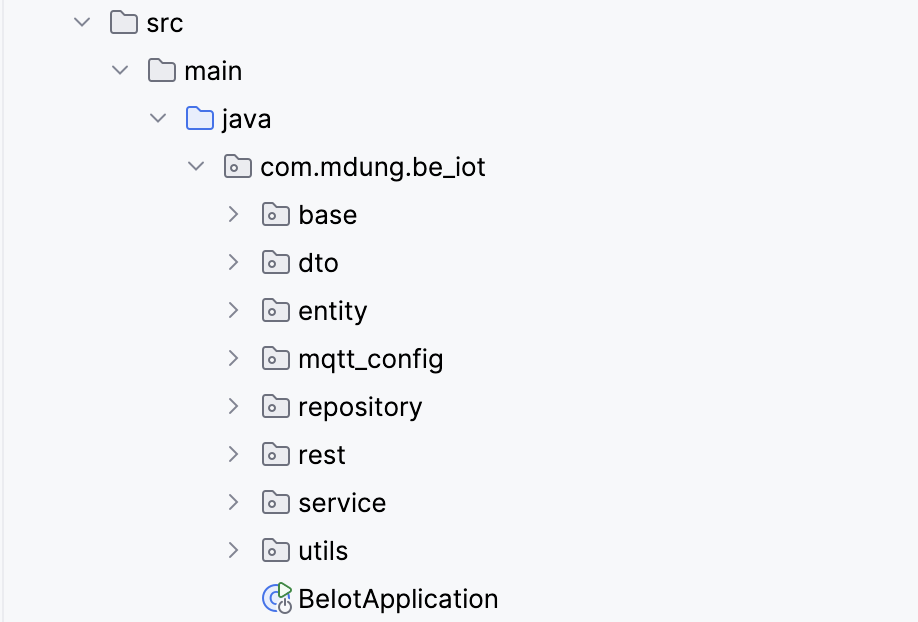 src
main
java
com.mdung.be_iot
base
dto
entity
mqtt_config
repository
rest
service
utils
BeIotApplication